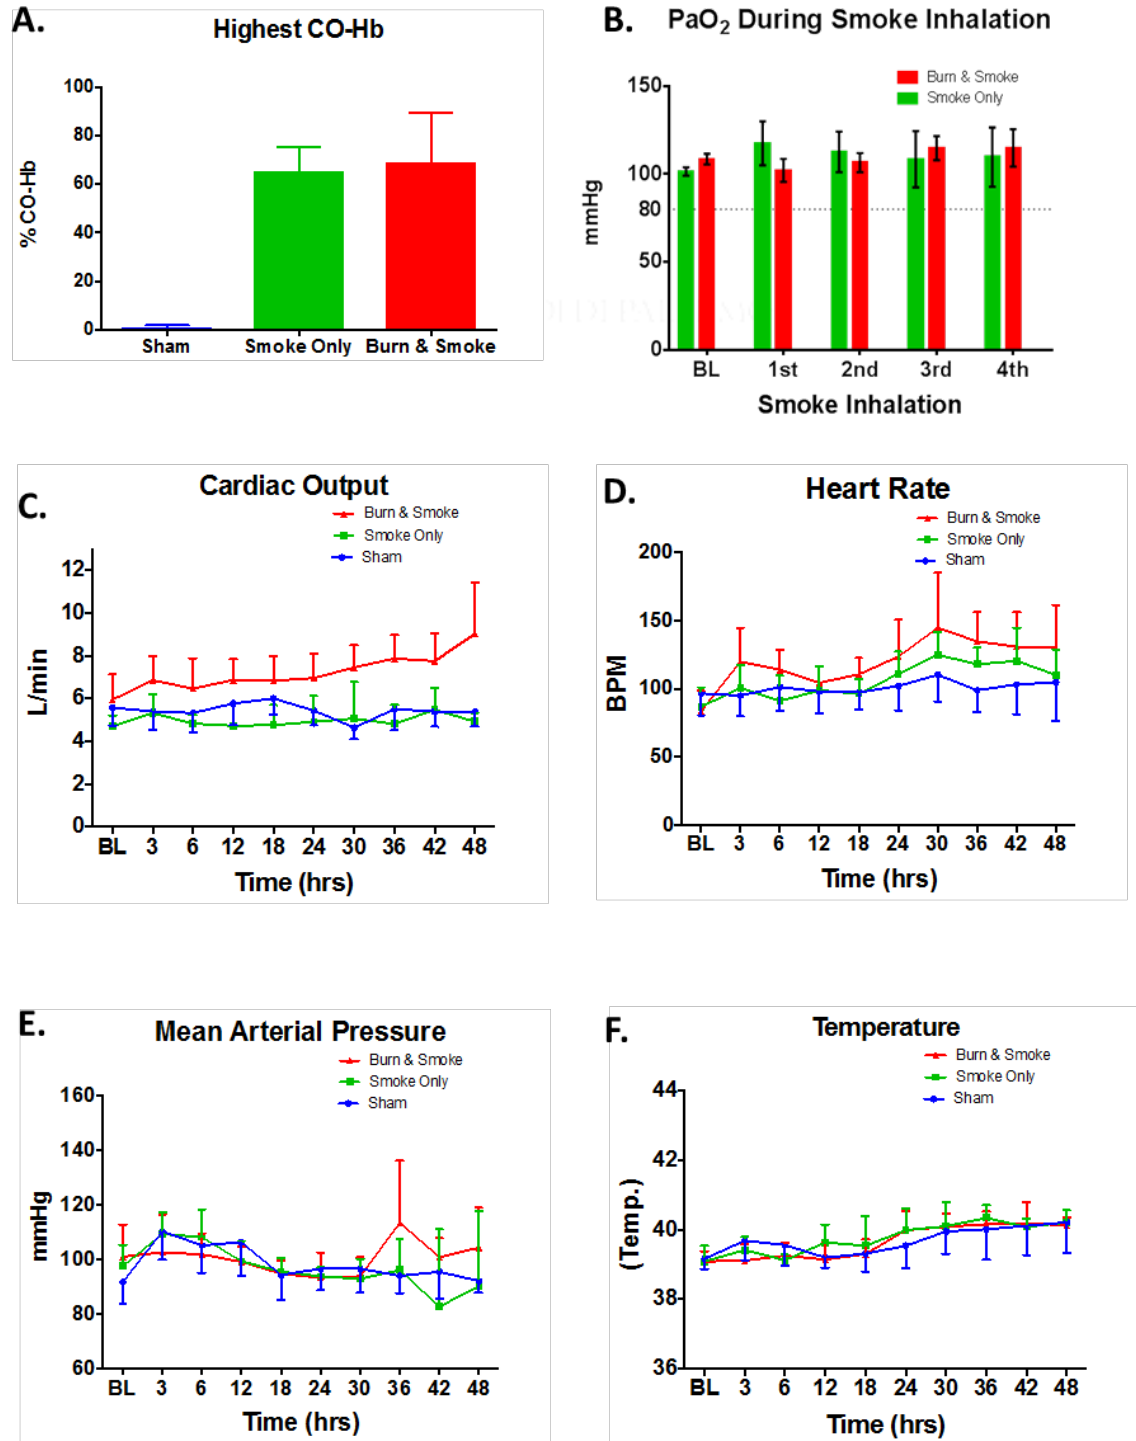 A.
Highest CO-Hb
% CO-Hb
100
80
60
40
20
0
Sham Smoke Only Burn & Smoke
B. PaO2 During Smoke Inhalation
Burn & Smoke
Smoke Only
mmHg
150
100
80
50
0
BL 1st 2nd 3rd 4th
Smoke Inhalation
C.
Cardiac Output
Burn & Smoke
Smoke Only
Sham
L/min
12
10
8
6
4
2
0
BL 3 6 12 18 24 30 36 42 48
Time (hrs)
D.
Heart Rate
Burn & Smoke
Smoke Only
Sham
BPM
200
150
100
50
0
BL 3 6 12 18 24 30 36 42 48
Time (hrs)
E.
Mean Arterial Pressure
Burn & Smoke
Smoke Only
Sham
mmHg
160
140
120
100
80
60
BL 3 6 12 18 24 30 36 42 48
Time (hrs)
F.
Temperature
Burn & Smoke
Smoke Only
Sham
(Temp.)
44
42
40
38
36
BL 3 6 12 18 24 30 36 42 48
Time (hrs)